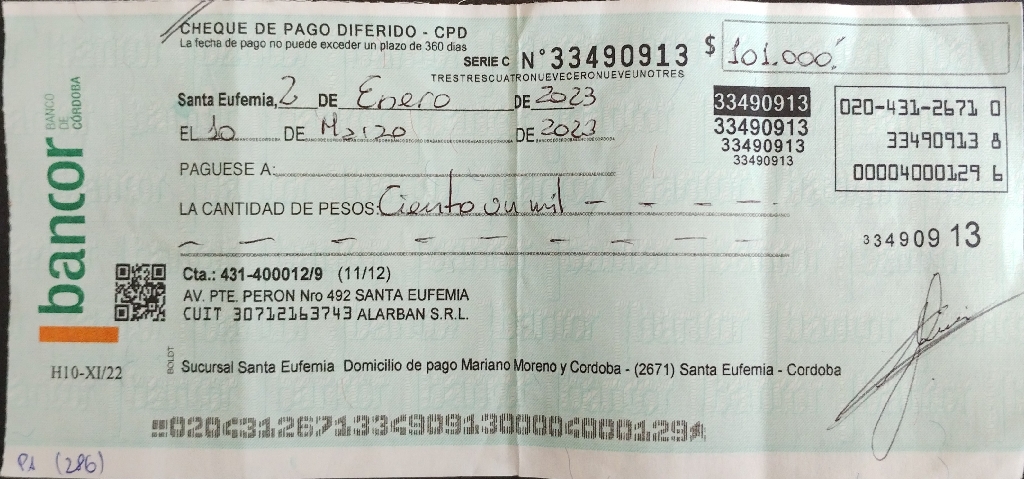 CHEQUE DE PAGO DIFERIDO - CPD
La fecha de pago no puede exceder un plazo de 360 días
SERIE C N° 33490913 $ 101.000.-
TRESTRESCUATRONUEVECERONUEVEUNOTRES
Santa Eufemia, 2 DE Enero DE 2023
EL 10 DE Marzo DE 2023
PAGUESE A:
LA CANTIDAD DE PESOS: Ciento un mil - - - -
- - - - - - - - -
33490913
33490913
33490913
33490913
020-431-2671 0
33490913 8
00004000129 6
33490913
bancor
BANCO
DE
CÓRDOBA
Cta.: 431-400012/9 (11/12)
AV. PTE. PERON Nro 492 SANTA EUFEMIA
CUIT 30712163743 ALARBAN S.R.L.
BOLDT
H10-XI/22
Sucursal Santa Eufemia Domicilio de pago Mariano Moreno y Cordoba - (2671) Santa Eufemia - Cordoba
PA (286)